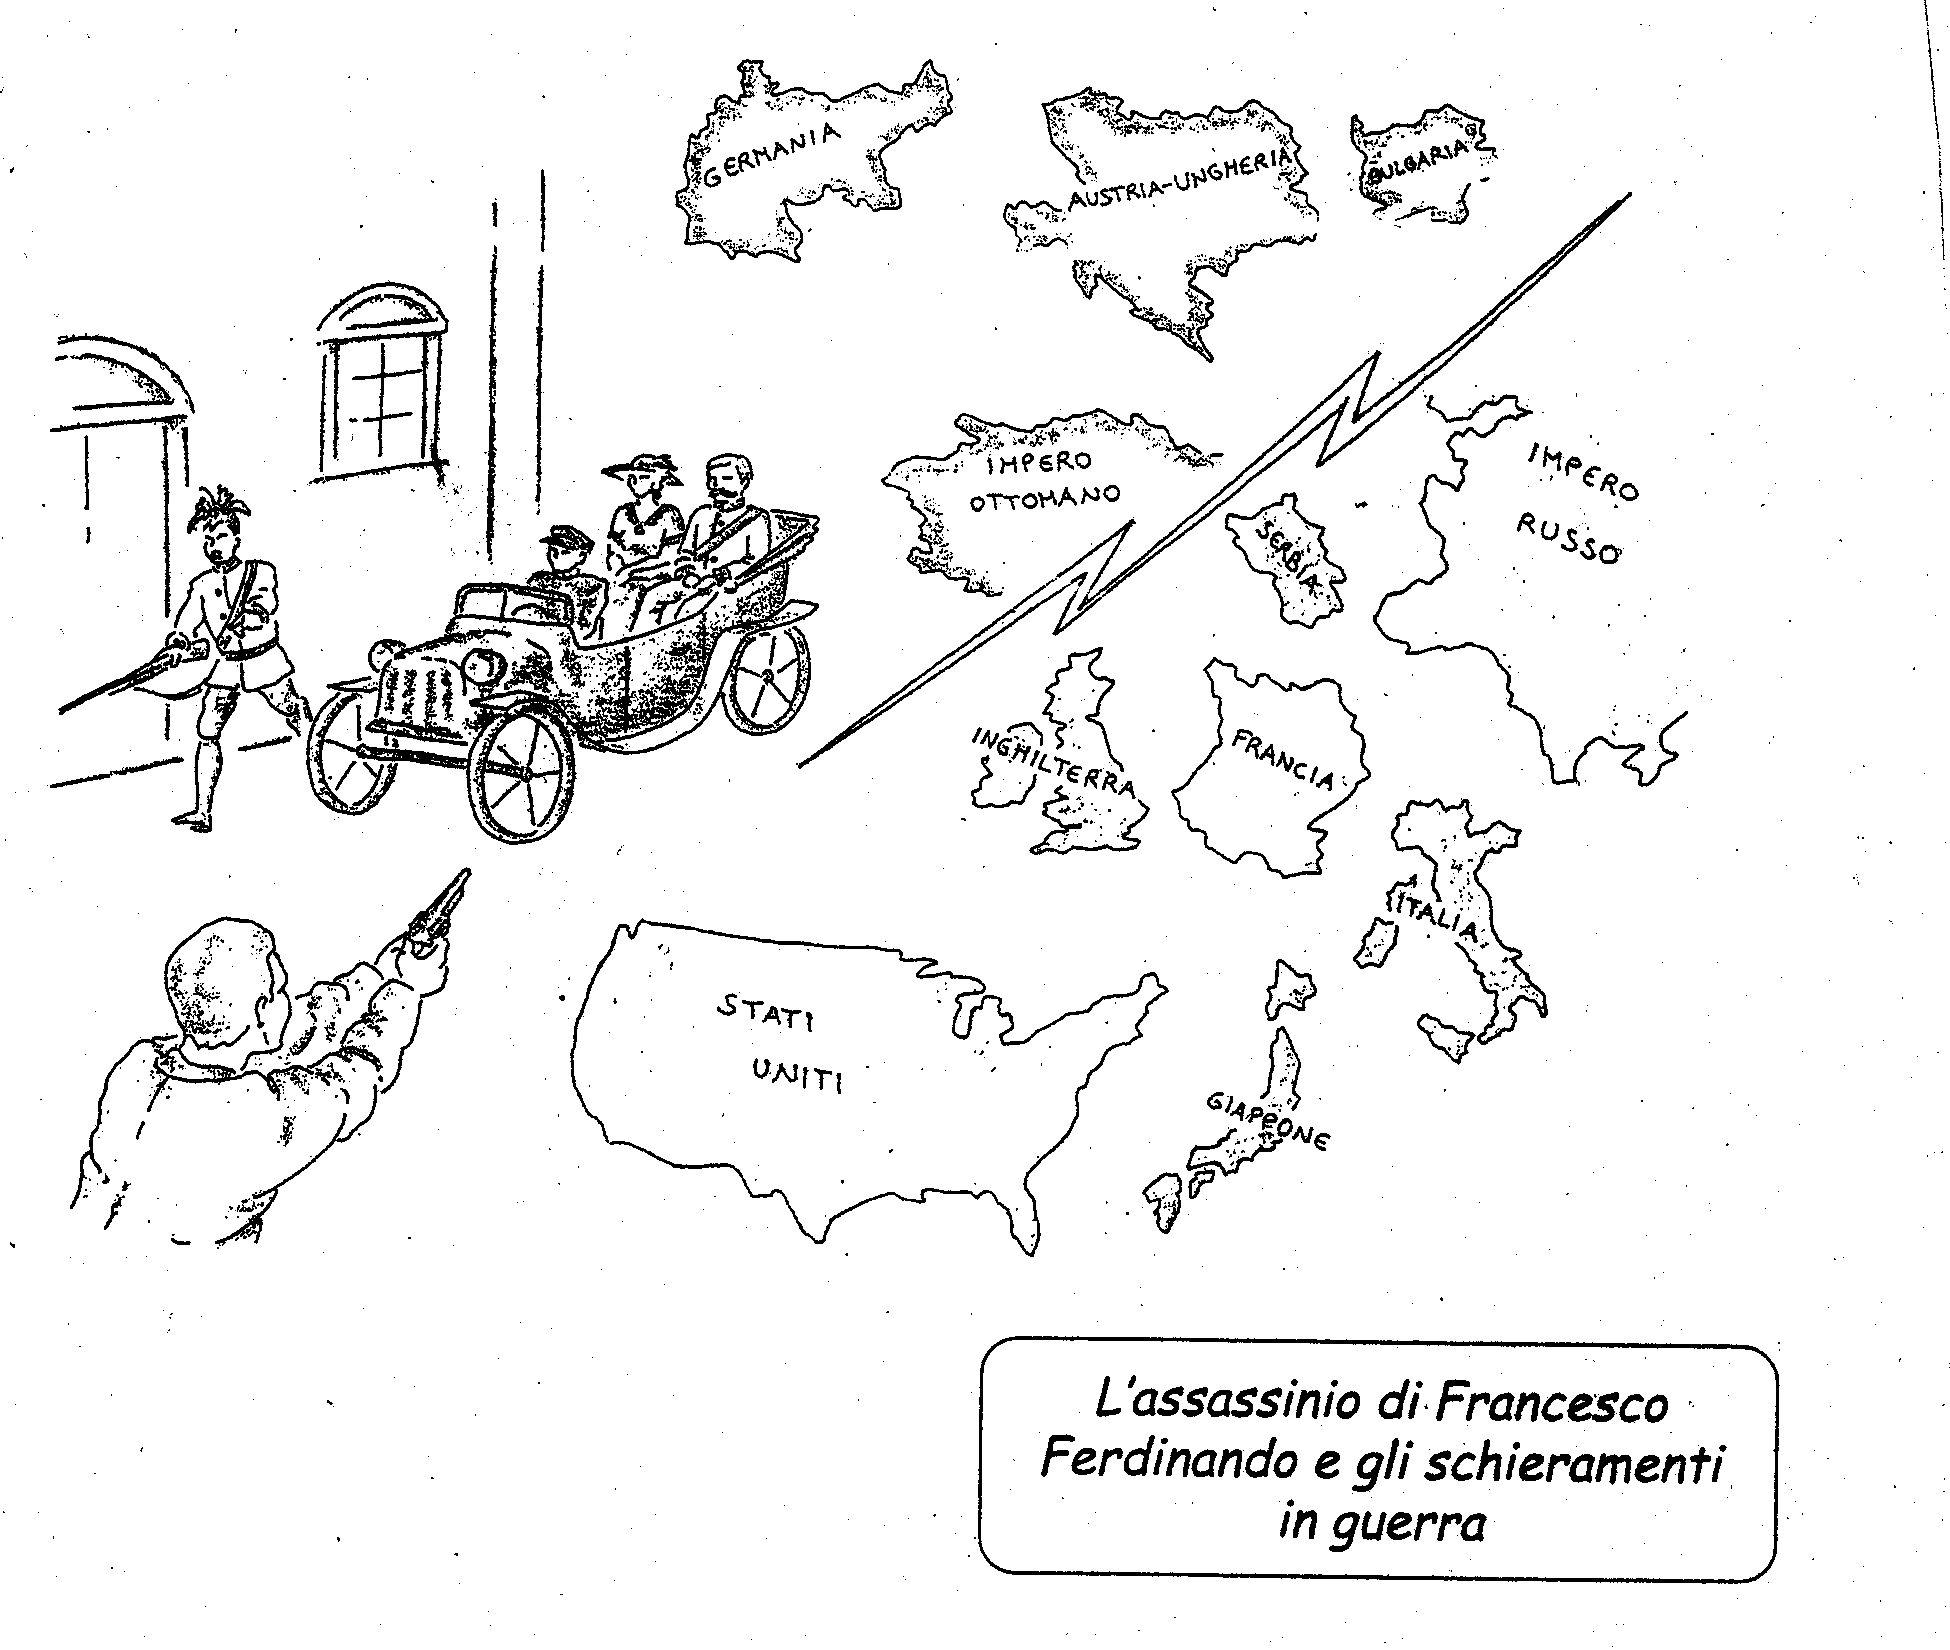 GERMANIA
AUSTRIA-UNGHERIA
BULGARIA
IMPERO
OTTOMANO
IMPERO
RUSSO
SERBIA
INGHILTERRA
FRANCIA
ITALIA
STATI
UNITI
GIAPPONE
L'assassinio di Francesco
Ferdinando e gli schieramenti
in guerra